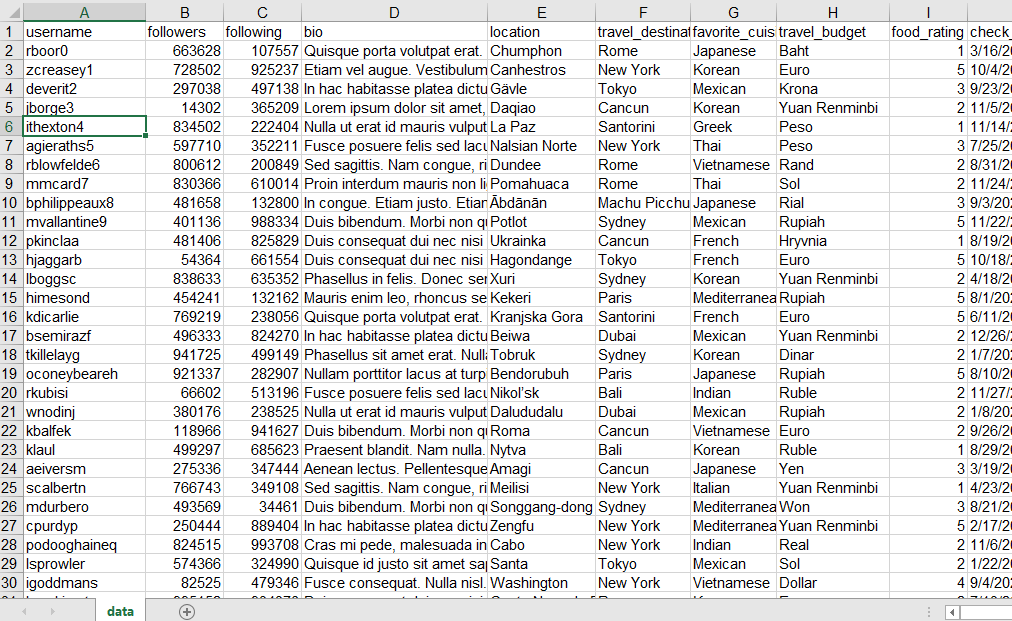 A B C D E F G H I
1 username followers following bio location travel_destinat favorite_cuis travel_budget food_rating check_
2 rboor0 663628 107557 Quisque porta volutpat erat. Chumphon Rome Japanese Baht 1 3/16/20
3 zcreasey1 728502 925237 Etiam vel augue. Vestibulum Canhestros New York Korean Euro 5 10/4/20
4 deverit2 297038 497138 In hac habitasse platea dictu Gävle Tokyo Mexican Krona 3 9/23/20
5 jborge3 14302 365209 Lorem ipsum dolor sit amet, Daqiao Cancun Korean Yuan Renminbi 2 11/5/20
6 ithexton4 834502 222404 Nulla ut erat id mauris vulput La Paz Santorini Greek Peso 1 11/14/
7 agieraths5 597710 352211 Fusce posuere felis sed lacu Nalsian Norte New York Thai Peso 3 7/25/20
8 rblowfelde6 800612 200849 Sed sagittis. Nam congue, ri Dundee Rome Vietnamese Rand 2 8/31/20
9 mmcard7 830366 610014 Proin interdum mauris non li Pomahuaca Rome Thai Sol 2 11/24/
10 bphilippeaux8 481658 132800 In congue. Etiam justo. Etian Ābdānān Machu Picchu Japanese Rial 3 9/3/202
11 mvallantine9 401136 988334 Duis bibendum. Morbi non q Potlot Sydney Mexican Rupiah 5 11/22/
12 pkinclaa 481406 825829 Duis consequat dui nec nisi Ukrainka Cancun French Hryvnia 1 8/19/20
13 hjaggarb 54364 661554 Duis consequat dui nec nisi Hagondange Tokyo French Euro 5 10/18/
14 lboggsc 838633 635352 Phasellus in felis. Donec ser Xuri Sydney Korean Yuan Renminbi 2 4/18/20
15 himesond 454241 132162 Mauris enim leo, rhoncus se Kekeri Paris Mediterranea Rupiah 5 8/1/202
16 kdicarlie 769219 238056 Quisque porta volutpat erat. Kranjska Gora Santorini French Euro 5 6/11/20
17 bsemirazf 496333 824270 In hac habitasse platea dictu Beiwa Dubai Mexican Yuan Renminbi 2 12/26/
18 tkillelayg 941725 499149 Phasellus sit amet erat. Nulla Tobruk Sydney Korean Dinar 2 1/7/202
19 oconeybeareh 921337 282907 Nullam porttitor lacus at turp Bendorubuh Paris Japanese Rupiah 5 8/10/20
20 rkubisi 66602 513196 Fusce posuere felis sed lacu Nikol'sk Bali Indian Ruble 2 11/27/
21 wnodinj 380176 238525 Nulla ut erat id mauris vulput Dalududalu Dubai Mexican Rupiah 2 1/8/202
22 kbalfek 118966 941627 Duis bibendum. Morbi non q Roma Cancun Vietnamese Euro 2 9/26/20
23 klaul 499297 685623 Praesent blandit. Nam nulla. Nytva Bali Korean Ruble 1 8/29/20
24 aeiversm 275336 347444 Aenean lectus. Pellentesque Amagi Cancun Japanese Yen 3 3/19/20
25 scalbertn 766743 349108 Sed sagittis. Nam congue, ri Meilisi New York Italian Yuan Renminbi 1 4/23/20
26 mdurbero 493569 34461 Duis bibendum. Morbi non q Songgang-dong Sydney Mediterranea Won 3 8/21/20
27 cpurdyp 250444 889404 In hac habitasse platea dictu Zengfu New York Mediterranea Yuan Renminbi 5 2/17/20
28 podooghaineq 824515 993708 Cras mi pede, malesuada in Cabo New York Indian Real 2 11/6/20
29 lsprowler 574366 324990 Quisque id justo sit amet sap Santa Tokyo Mexican Sol 2 1/22/20
30 igoddmans 82525 479346 Fusce consequat. Nulla nisl. Washington New York Vietnamese Dollar 4 9/4/202
data